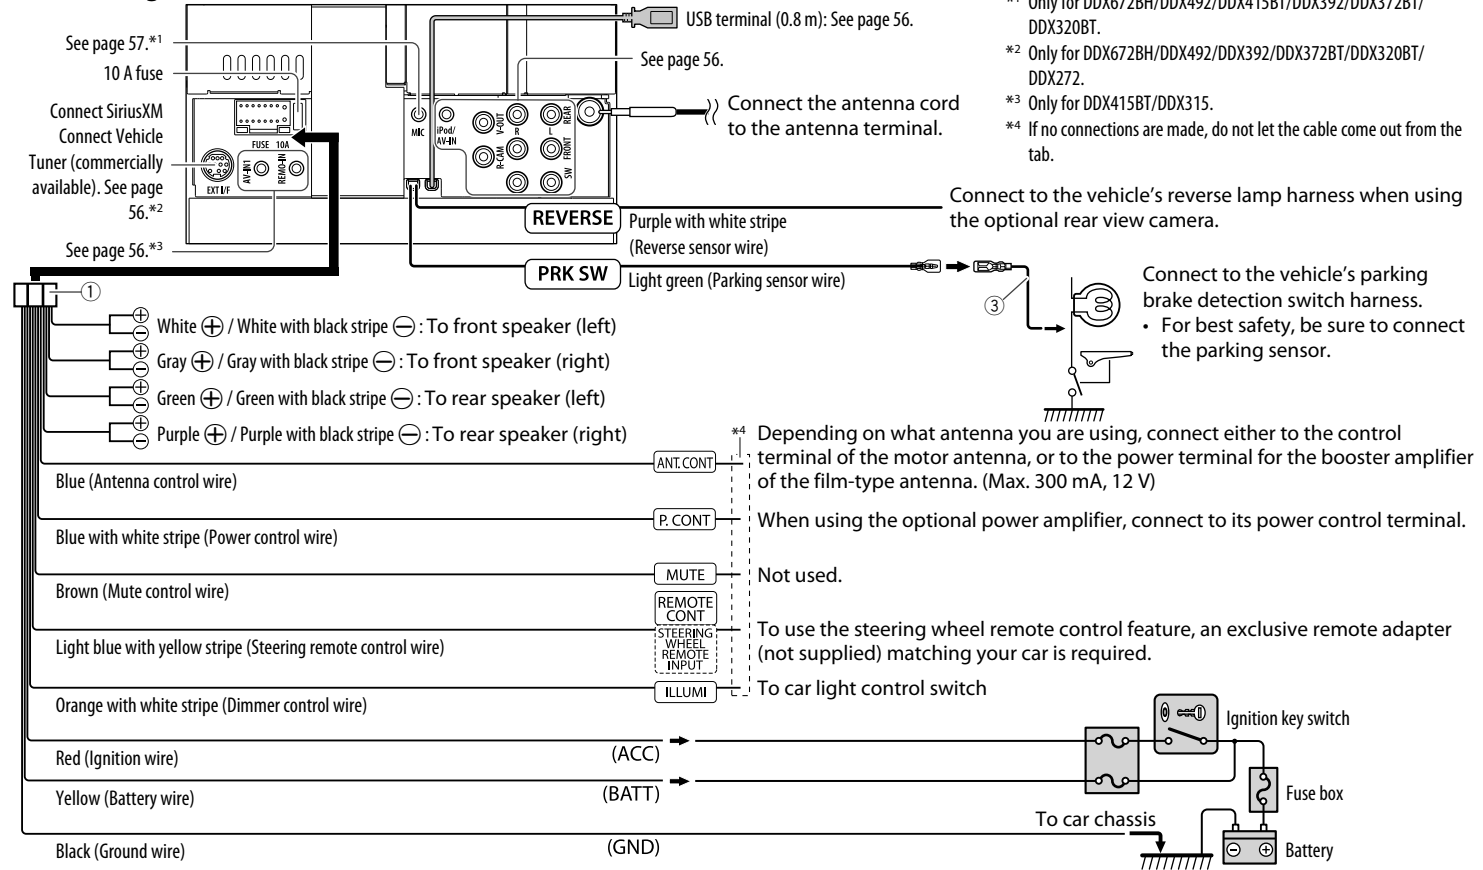 USB terminal (0.8 m): See page 56.
See page 57.*1
10 A fuse
See page 56.
Connect SiriusXM
Connect Vehicle
Tuner (commercially
available). See page
56.*2
See page 56.*3
FUSE 10A
EXT I/F
AV-IN1
REMO-IN
MIC
iPod/
AV-IN
V-OUT
R-CAM
R
L
REAR
FRONT
SW
Connect the antenna cord
to the antenna terminal.
*1 Only for DDX672BH/DDX492/DDX415BT/DDX392/DDX372BT/
DDX320BT.
*2 Only for DDX672BH/DDX492/DDX392/DDX372BT/DDX320BT/
DDX272.
*3 Only for DDX415BT/DDX315.
*4 If no connections are made, do not let the cable come out from the
tab.
REVERSE
Purple with white stripe
(Reverse sensor wire)
Connect to the vehicle's reverse lamp harness when using
the optional rear view camera.
PRK SW
Light green (Parking sensor wire)
③
Connect to the vehicle's parking
brake detection switch harness.
• For best safety, be sure to connect
the parking sensor.
①
⊕
⊖
White ⊕ / White with black stripe ⊖ : To front speaker (left)
⊕
⊖
Gray ⊕ / Gray with black stripe ⊖ : To front speaker (right)
⊕
⊖
Green ⊕ / Green with black stripe ⊖ : To rear speaker (left)
⊕
⊖
Purple ⊕ / Purple with black stripe ⊖ : To rear speaker (right)
Blue (Antenna control wire)
ANT. CONT
*4
Depending on what antenna you are using, connect either to the control
terminal of the motor antenna, or to the power terminal for the booster amplifier
of the film-type antenna. (Max. 300 mA, 12 V)
Blue with white stripe (Power control wire)
P. CONT
When using the optional power amplifier, connect to its power control terminal.
Brown (Mute control wire)
MUTE
Not used.
Light blue with yellow stripe (Steering remote control wire)
REMOTE
CONT
STEERING
WHEEL
REMOTE
INPUT
To use the steering wheel remote control feature, an exclusive remote adapter
(not supplied) matching your car is required.
Orange with white stripe (Dimmer control wire)
ILLUMI
To car light control switch
Red (Ignition wire)
(ACC)
Ignition key switch
Yellow (Battery wire)
(BATT)
Fuse box
Black (Ground wire)
(GND)
To car chassis
⊖ ⊕
Battery